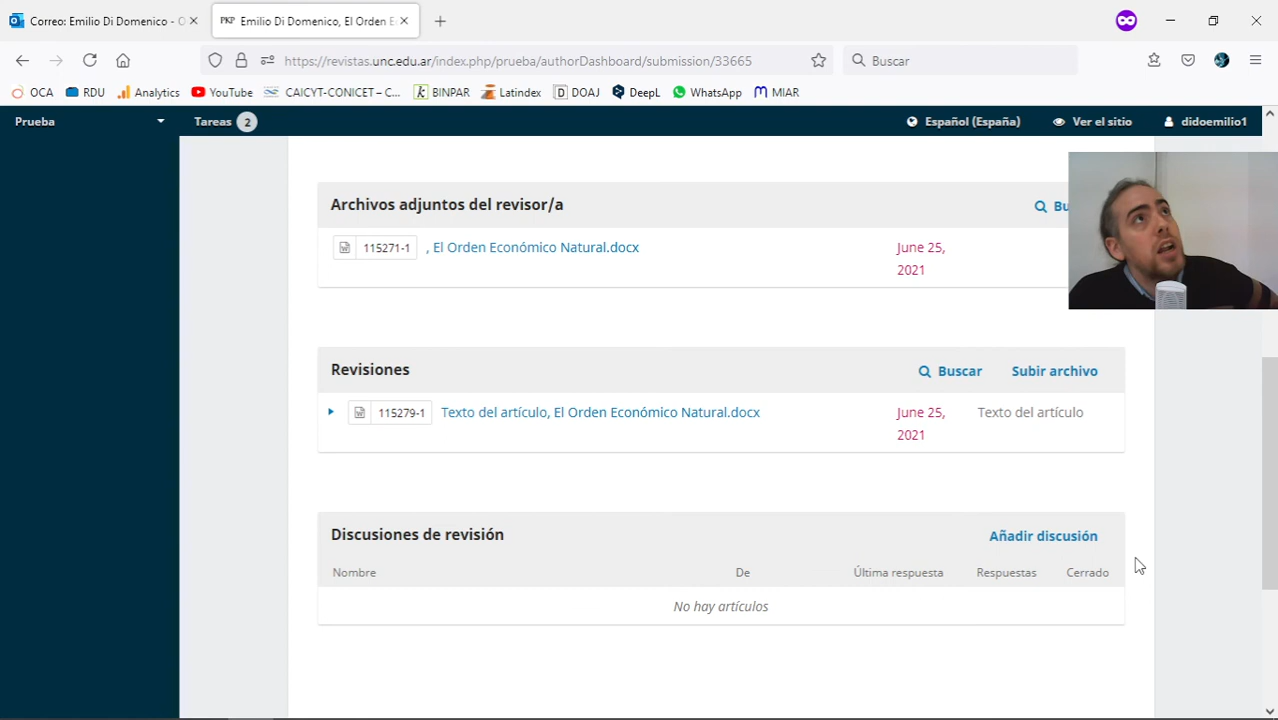 Correo: Emilio Di Domenico - O
PKP Emilio Di Domenico, El Orden E
https://revistas.unc.edu.ar/index.php/prueba/authorDashboard/submission/33665
Buscar
OCA RDU Analytics YouTube CAICYT-CONICET – C... BINPAR Latindex DOAJ DeepL WhatsApp MIAR
Prueba Tareas 2 Español (España) Ver el sitio didoemilio1
Archivos adjuntos del revisor/a
115271-1 , El Orden Económico Natural.docx June 25,
2021
Revisiones Buscar Subir archivo
115279-1 Texto del artículo, El Orden Económico Natural.docx June 25, Texto del artículo
2021
Discusiones de revisión Añadir discusión
Nombre De Última respuesta Respuestas Cerrado
No hay artículos